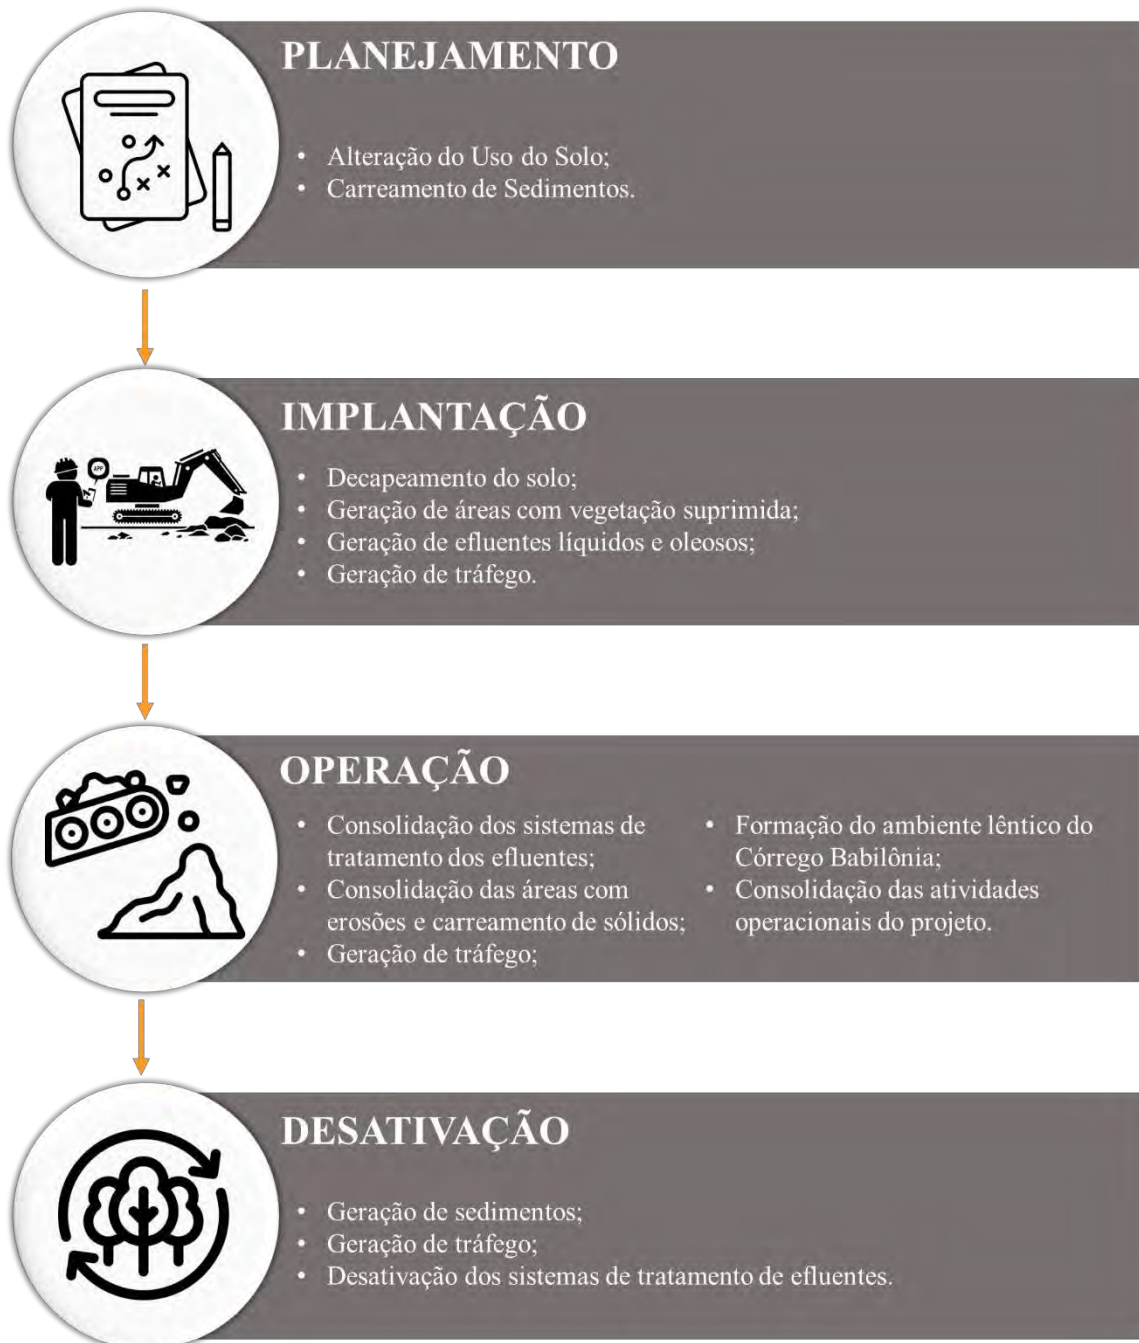 PLANEJAMENTO
• Alteração do Uso do Solo;
• Carreamento de Sedimentos.
IMPLANTAÇÃO
APP
• Decapeamento do solo;
• Geração de áreas com vegetação suprimida;
• Geração de efluentes líquidos e oleosos;
• Geração de tráfego.
OPERAÇÃO
• Consolidação dos sistemas de
tratamento dos efluentes;
• Consolidação das áreas com
erosões e carreamento de sólidos;
• Geração de tráfego;
• Formação do ambiente lêntico do
Córrego Babilônia;
• Consolidação das atividades
operacionais do projeto.
DESATIVAÇÃO
• Geração de sedimentos;
• Geração de tráfego;
• Desativação dos sistemas de tratamento de efluentes.